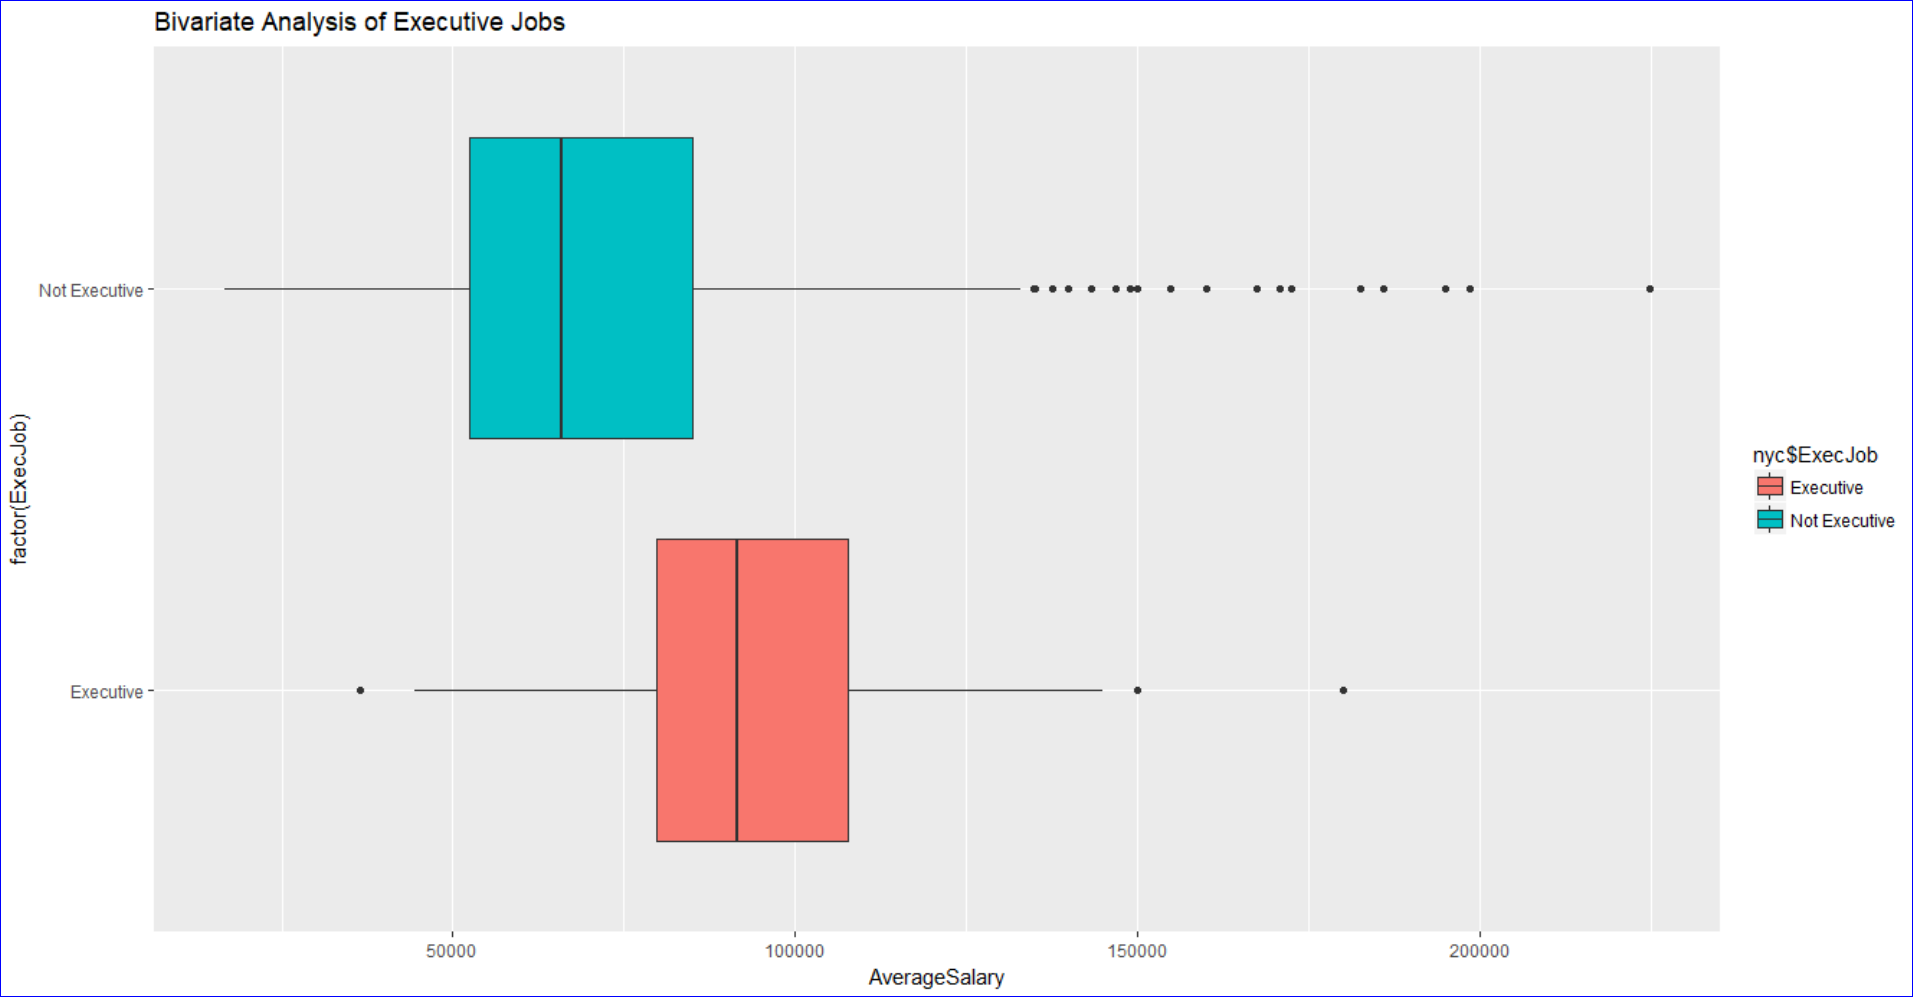 Bivariate Analysis of Executive Jobs
factor(ExecJob)
Not Executive
Executive
50000
100000
150000
200000
AverageSalary
nyc$ExecJob
Executive
Not Executive